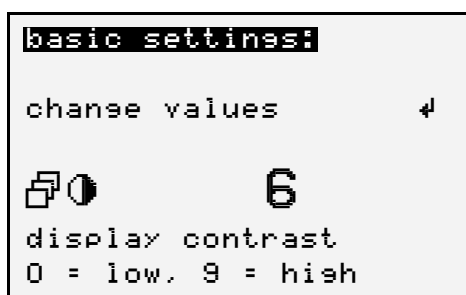 basic settings:
change values ↲
6
display contrast
0 = low, 9 = high